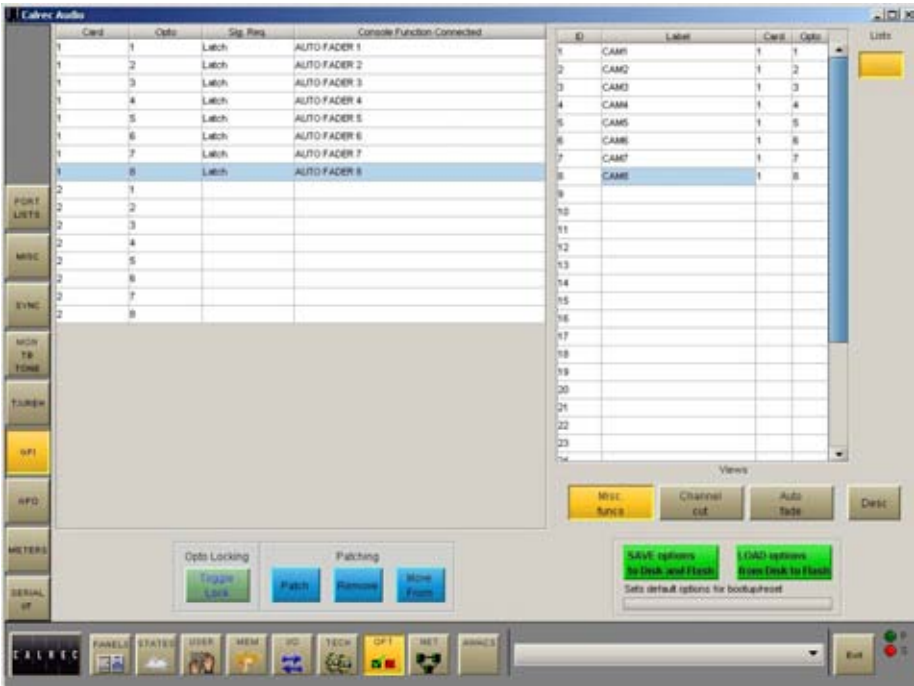 Calrec Audio
Card Opto Sig. Req. Console Function Connected
1 1 Latch AUTO FADER 1
1 2 Latch AUTO FADER 2
1 3 Latch AUTO FADER 3
1 4 Latch AUTO FADER 4
1 5 Latch AUTO FADER 5
1 6 Latch AUTO FADER 6
1 7 Latch AUTO FADER 7
1 8 Latch AUTO FADER 8
2 1
2 2
2 3
2 4
2 5
2 6
2 7
2 8
ID Label Card Opto
1 CAM1 1 1
2 CAM2 1 2
3 CAM3 1 3
4 CAM4 1 4
5 CAM5 1 5
6 CAM6 1 6
7 CAM7 1 7
8 CAM8 1 8
9
10
11
12
13
14
15
16
17
18
19
20
21
22
23
24
Lists
PORT
LISTS
MISC
SYNC
MON
TB
TONE
GPI
GPO
METERS
SERIAL
I/F
Views
Misc.
funcs
Channel
cut
Auto
fade
Desc
Opto Locking
Toggle
Lock
Patching
Patch
Remove
Move
From
SAVE options
to Disk and Flash
LOAD options
from Disk to Flash
Sets default options for bootup/reset
CALREC
PANELS
STATES
USER
MEM
I/O
TECH
OPT
NET
AWACS
Exit
P
S